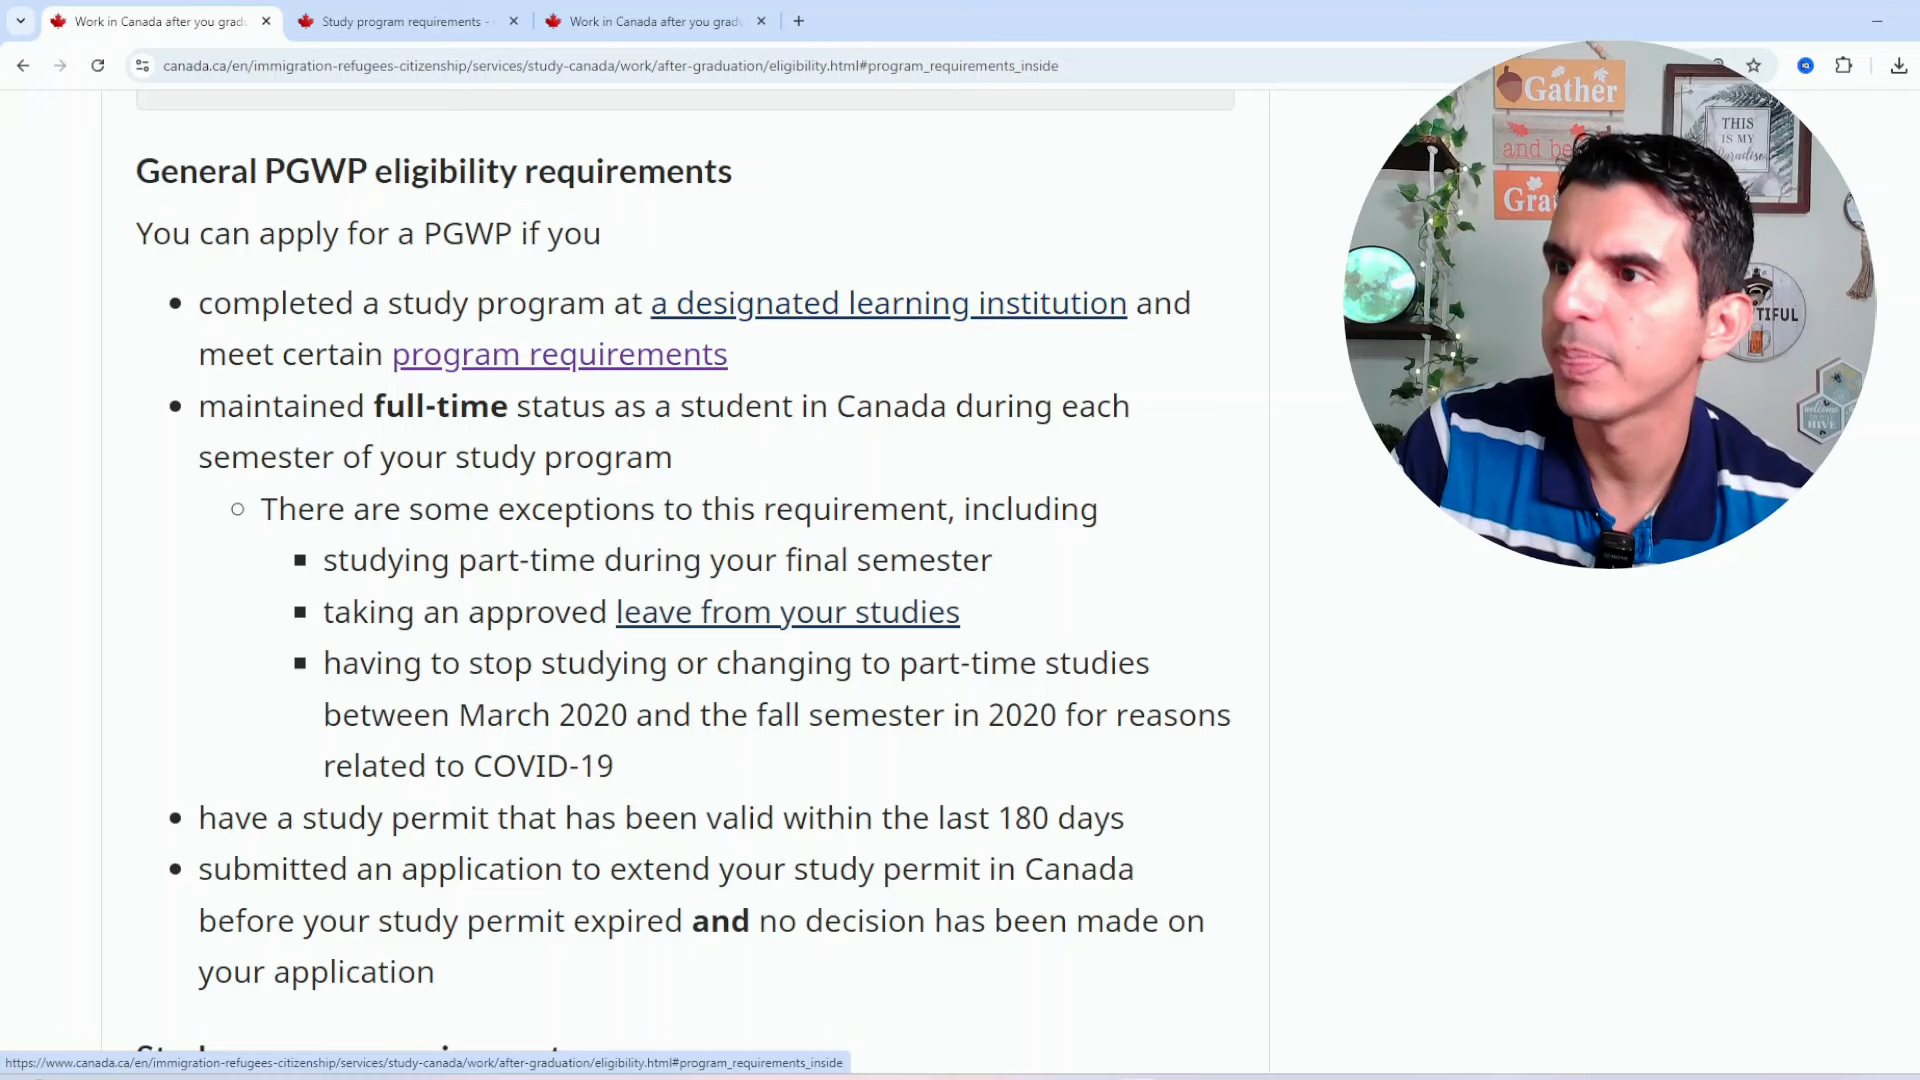 Work in Canada after you gradu
Study program requirements -
Work in Canada after you gradu
canada.ca/en/immigration-refugees-citizenship/services/study-canada/work/after-graduation/eligibility.html#program_requirements_inside
General PGWP eligibility requirements
You can apply for a PGWP if you
completed a study program at a designated learning institution and
meet certain program requirements
maintained full-time status as a student in Canada during each
semester of your study program
There are some exceptions to this requirement, including
studying part-time during your final semester
taking an approved leave from your studies
having to stop studying or changing to part-time studies
between March 2020 and the fall semester in 2020 for reasons
related to COVID-19
have a study permit that has been valid within the last 180 days
submitted an application to extend your study permit in Canada
before your study permit expired and no decision has been made on
your application
https://www.canada.ca/en/immigration-refugees-citizenship/services/study-canada/work/after-graduation/eligibility.html#program_requirements_inside
Gather
and be
Gra
THIS
IS MY
Paradise
TIFUL
welcome
to our
HIVE